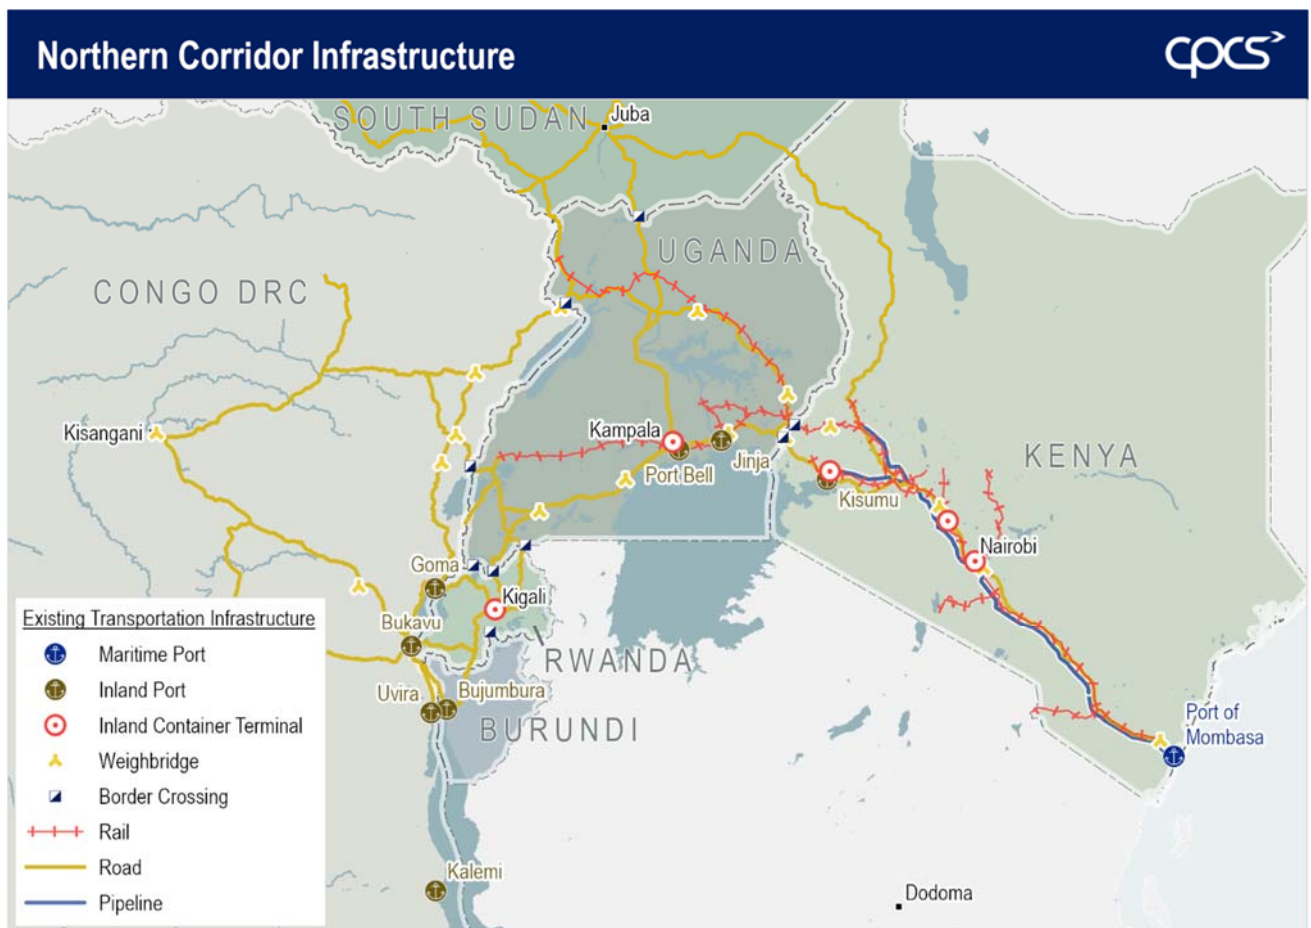 Northern Corridor Infrastructure
cpcs
SOUTH SUDAN
Juba
UGANDA
CONGO DRC
Kisangani
Kampala
Port Bell
Jinja
Kisumu
KENYA
Nairobi
Goma
Kigali
Bukavu
RWANDA
Uvira
Bujumbura
BURUNDI
Port of
Mombasa
Kalemi
Dodoma
Existing Transportation Infrastructure
Maritime Port
Inland Port
Inland Container Terminal
Weighbridge
Border Crossing
Rail
Road
Pipeline